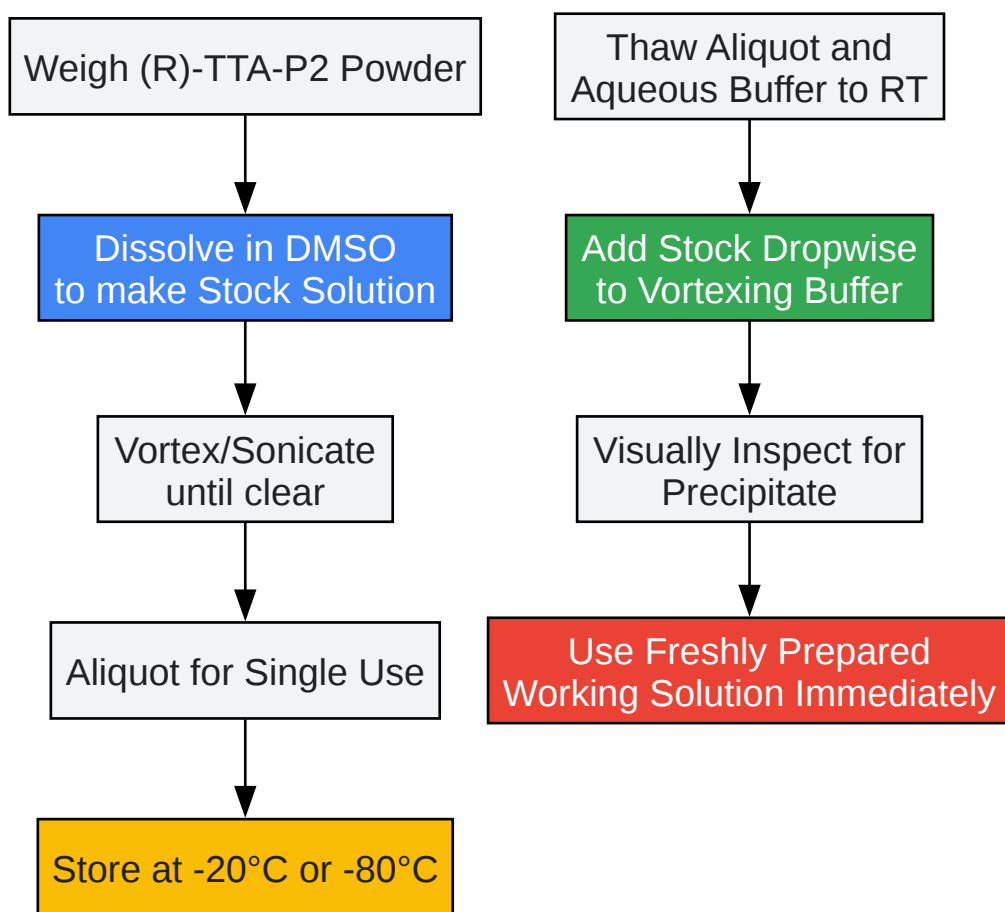 Weigh (R)-TTA-P2 Powder
Dissolve in DMSO
to make Stock Solution
Vortex/Sonicate
until clear
Aliquot for Single Use
Store at -20°C or -80°C
Thaw Aliquot and
Aqueous Buffer to RT
Add Stock Dropwise
to Vortexing Buffer
Visually Inspect for
Precipitate
Use Freshly Prepared
Working Solution Immediately